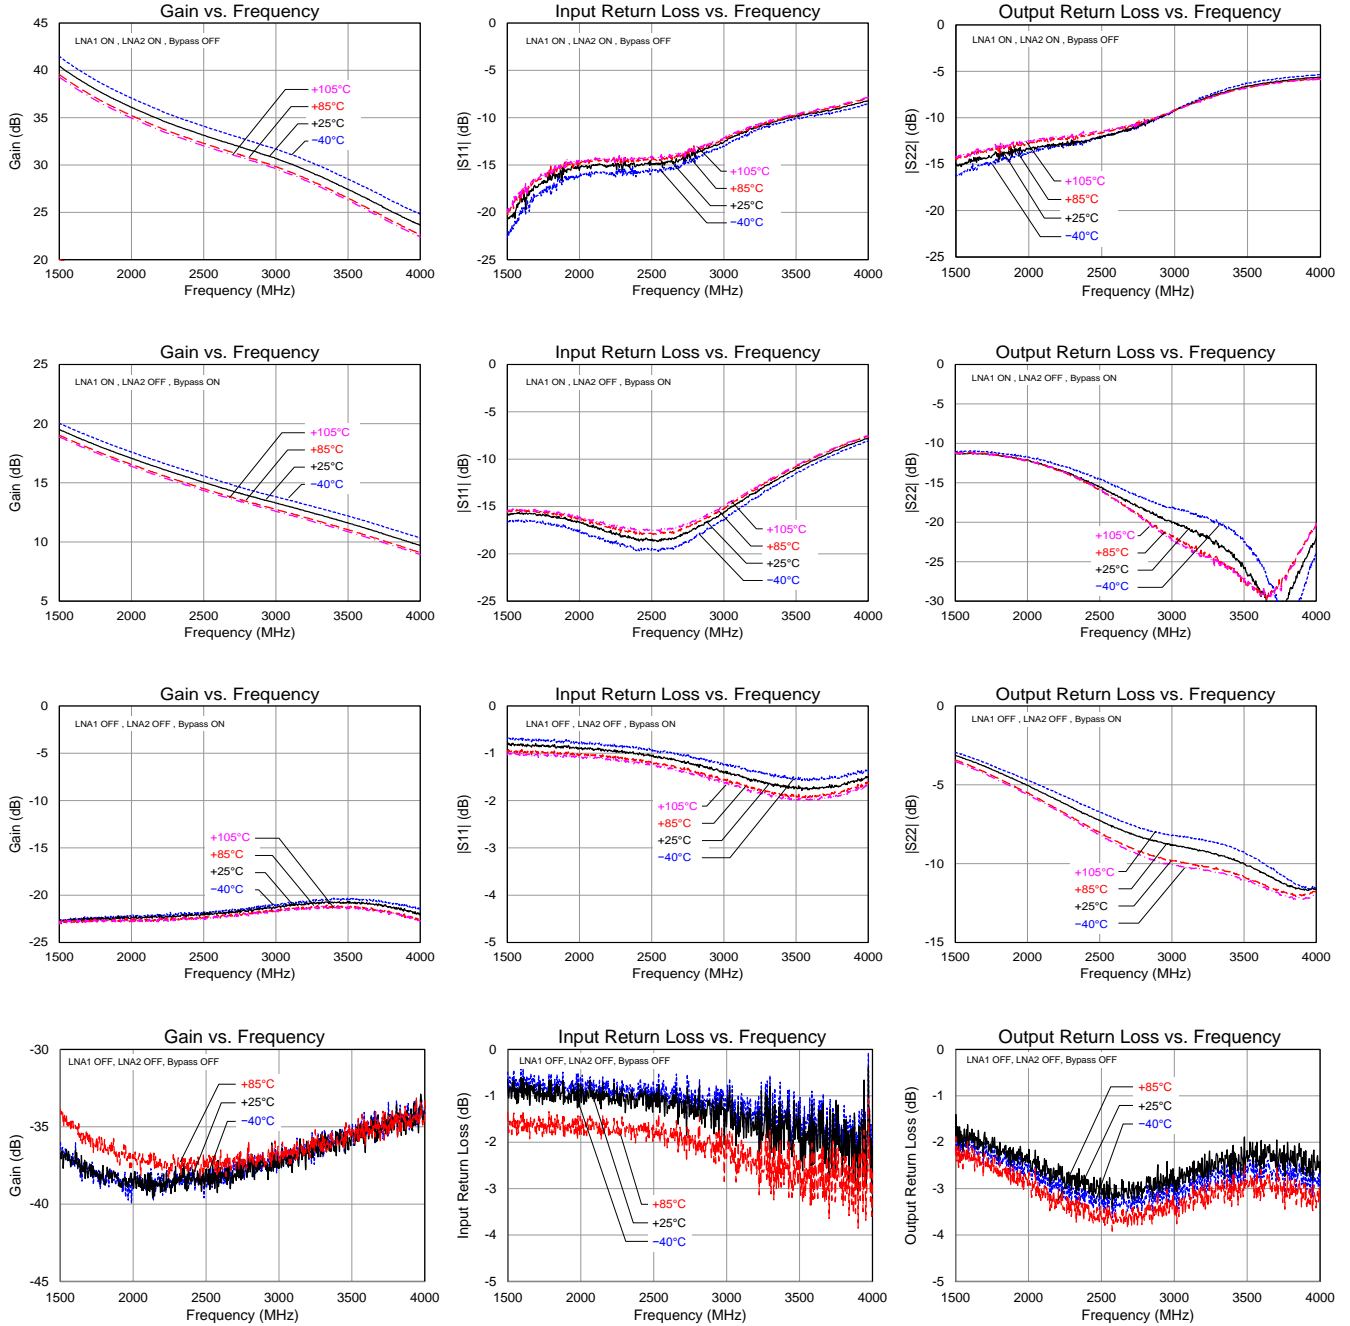 Gain vs. Frequency
45
40
35
30
25
20
Gain (dB)
LNA1 ON , LNA2 ON , Bypass OFF
+105°C
+85°C
+25°C
−40°C
1500 2000 2500 3000 3500 4000
Frequency (MHz)
Input Return Loss vs. Frequency
0
-5
-10
-15
-20
-25
|S11| (dB)
LNA1 ON , LNA2 ON , Bypass OFF
+105°C
+85°C
+25°C
−40°C
1500 2000 2500 3000 3500 4000
Frequency (MHz)
Output Return Loss vs. Frequency
0
-5
-10
-15
-20
-25
|S22| (dB)
LNA1 ON , LNA2 ON , Bypass OFF
+105°C
+85°C
+25°C
−40°C
1500 2000 2500 3000 3500 4000
Frequency (MHz)
Gain vs. Frequency
25
20
15
10
5
Gain (dB)
LNA1 ON , LNA2 OFF , Bypass ON
+105°C
+85°C
+25°C
−40°C
1500 2000 2500 3000 3500 4000
Frequency (MHz)
Input Return Loss vs. Frequency
0
-5
-10
-15
-20
-25
|S11| (dB)
LNA1 ON , LNA2 OFF , Bypass ON
+105°C
+85°C
+25°C
−40°C
1500 2000 2500 3000 3500 4000
Frequency (MHz)
Output Return Loss vs. Frequency
0
-5
-10
-15
-20
-25
-30
|S22| (dB)
LNA1 ON , LNA2 OFF , Bypass ON
+105°C
+85°C
+25°C
−40°C
1500 2000 2500 3000 3500 4000
Frequency (MHz)
Gain vs. Frequency
0
-5
-10
-15
-20
-25
Gain (dB)
LNA1 OFF , LNA2 OFF , Bypass ON
+105°C
+85°C
+25°C
−40°C
1500 2000 2500 3000 3500 4000
Frequency (MHz)
Input Return Loss vs. Frequency
0
-1
-2
-3
-4
-5
|S11| (dB)
LNA1 OFF , LNA2 OFF , Bypass ON
+105°C
+85°C
+25°C
−40°C
1500 2000 2500 3000 3500 4000
Frequency (MHz)
Output Return Loss vs. Frequency
0
-5
-10
-15
|S22| (dB)
LNA1 OFF , LNA2 OFF , Bypass ON
+105°C
+85°C
+25°C
−40°C
1500 2000 2500 3000 3500 4000
Frequency (MHz)
Gain vs. Frequency
-30
-35
-40
-45
Gain (dB)
LNA1 OFF, LNA2 OFF, Bypass OFF
+85°C
+25°C
−40°C
1500 2000 2500 3000 3500 4000
Frequency (MHz)
Input Return Loss vs. Frequency
0
-1
-2
-3
-4
-5
Input Return Loss (dB)
LNA1 OFF, LNA2 OFF, Bypass OFF
+85°C
+25°C
−40°C
1500 2000 2500 3000 3500 4000
Frequency (MHz)
Output Return Loss vs. Frequency
0
-1
-2
-3
-4
-5
Output Return Loss (dB)
LNA1 OFF, LNA2 OFF, Bypass OFF
+85°C
+25°C
−40°C
1500 2000 2500 3000 3500 4000
Frequency (MHz)